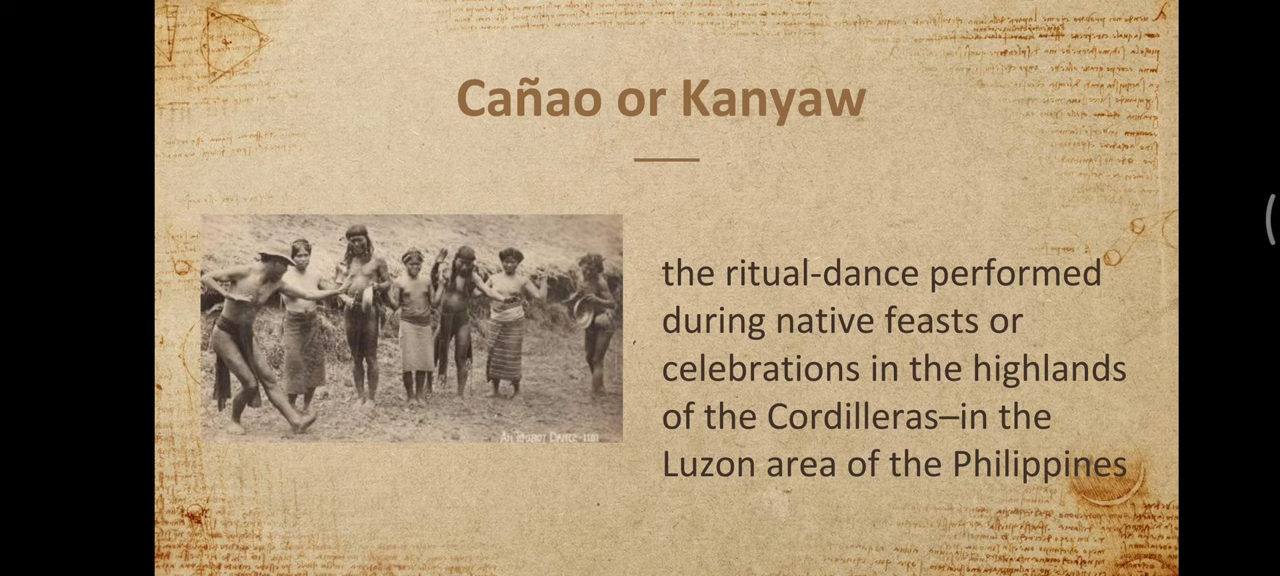 Cañao or Kanyaw
the ritual-dance performed
during native feasts or
celebrations in the highlands
of the Cordilleras–in the
Luzon area of the Philippines